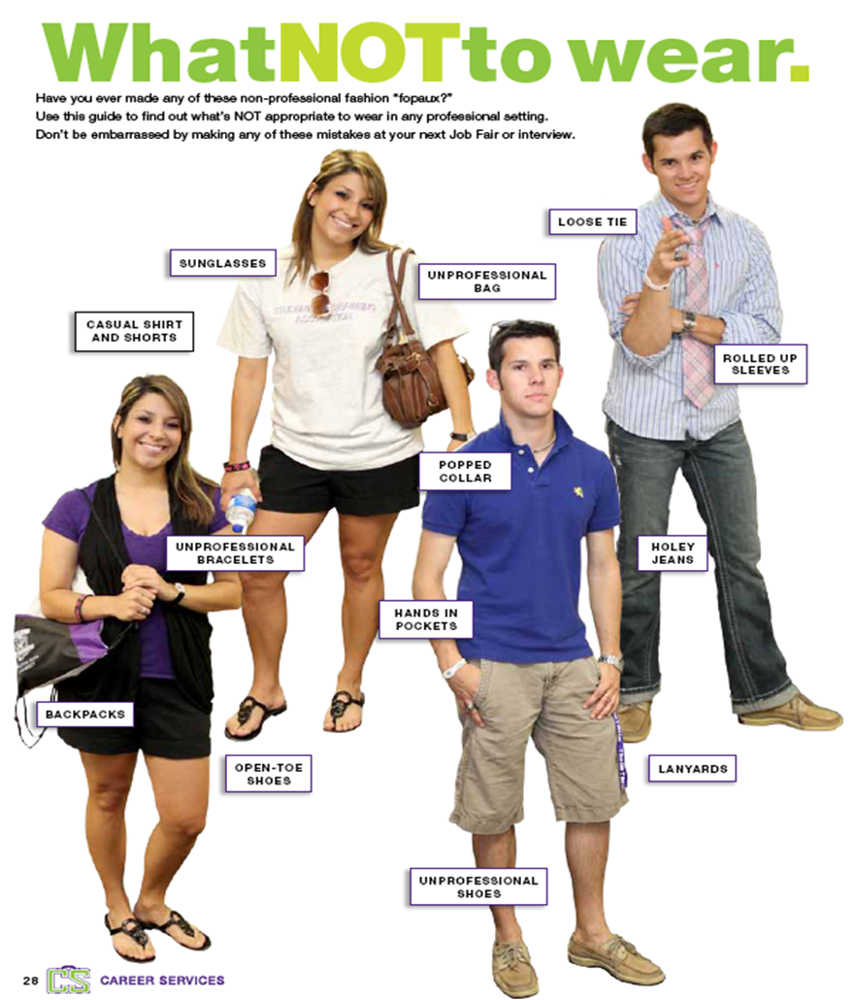 What NOT to wear.
Have you ever made any of these non-professional fashion “fopaux?”
Use this guide to find out what’s NOT appropriate to wear in any professional setting.
Don’t be embarrassed by making any of these mistakes at your next Job Fair or interview.
LOOSE TIE
SUNGLASSES
UNPROFESSIONAL
BAG
CASUAL SHIRT
AND SHORTS
ROLLED UP
SLEEVES
POPPED
COLLAR
UNPROFESSIONAL
BRACELETS
HOLEY
JEANS
HANDS IN
POCKETS
BACKPACKS
OPEN-TOE
SHOES
LANYARDS
UNPROFESSIONAL
SHOES
28 CS CAREER SERVICES